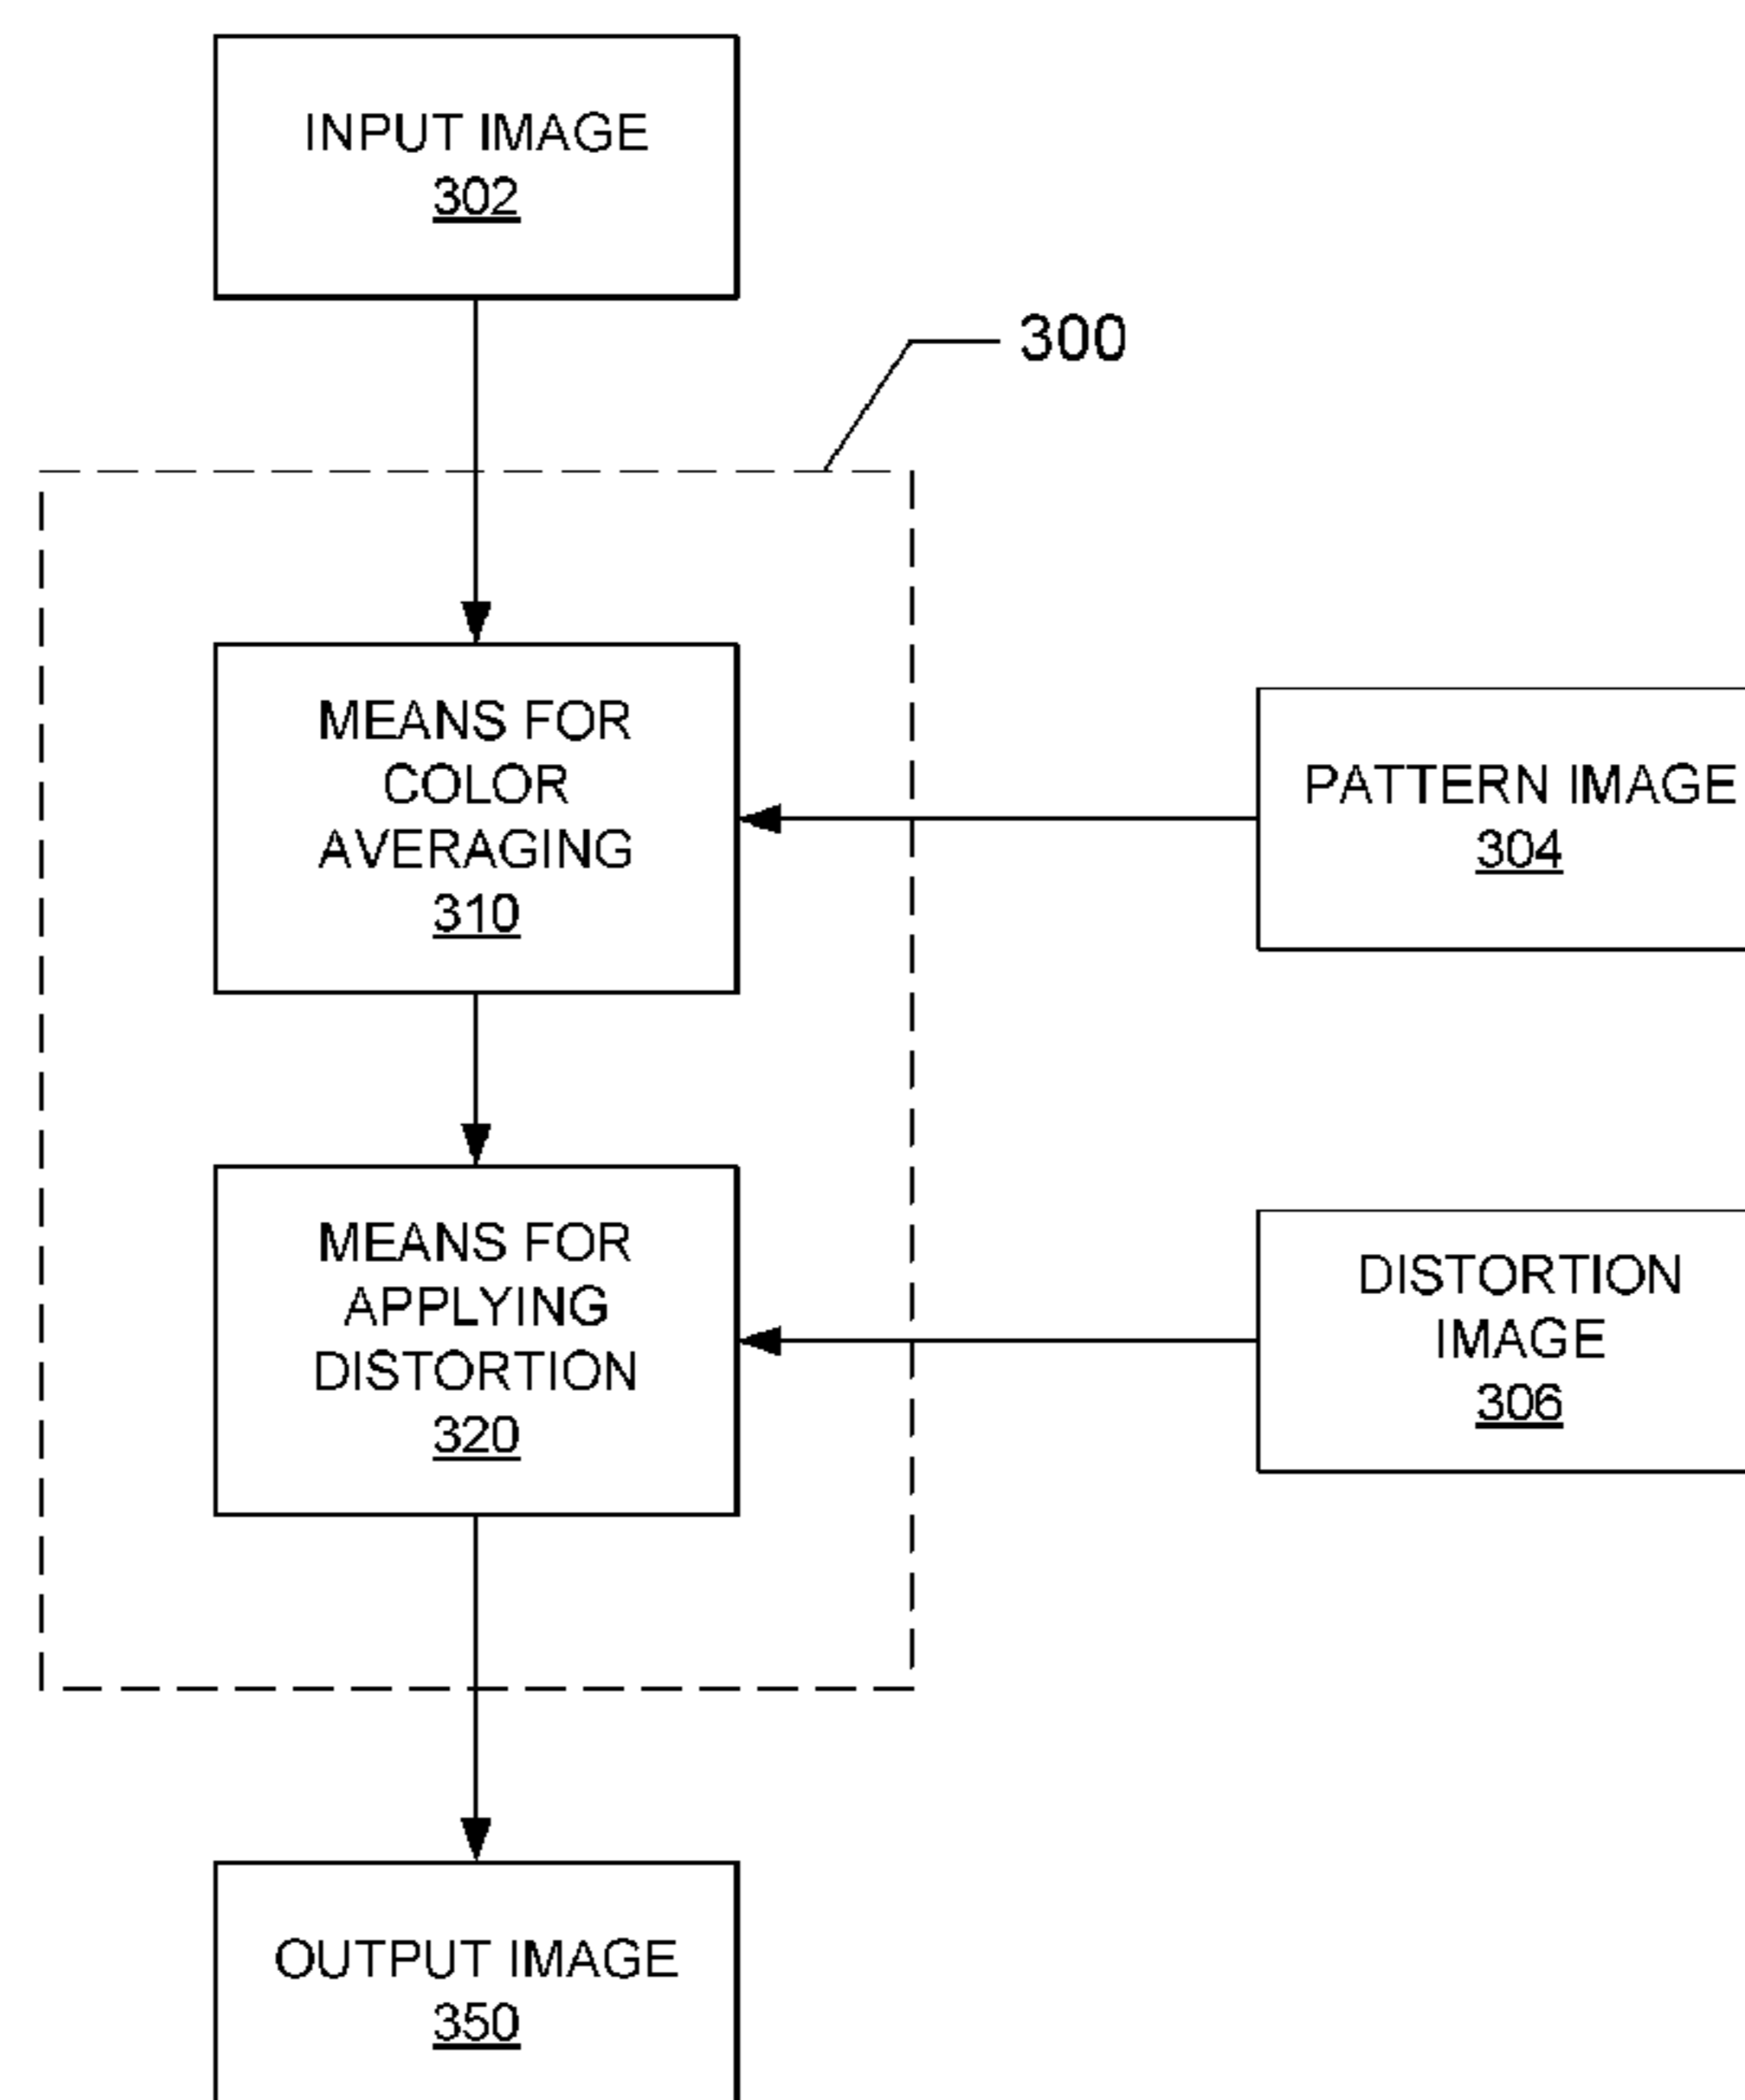 INPUT IMAGE
302
300
MEANS FOR
COLOR
AVERAGING
310
PATTERN IMAGE
304
MEANS FOR
APPLYING
DISTORTION
320
DISTORTION
IMAGE
306
OUTPUT IMAGE
350